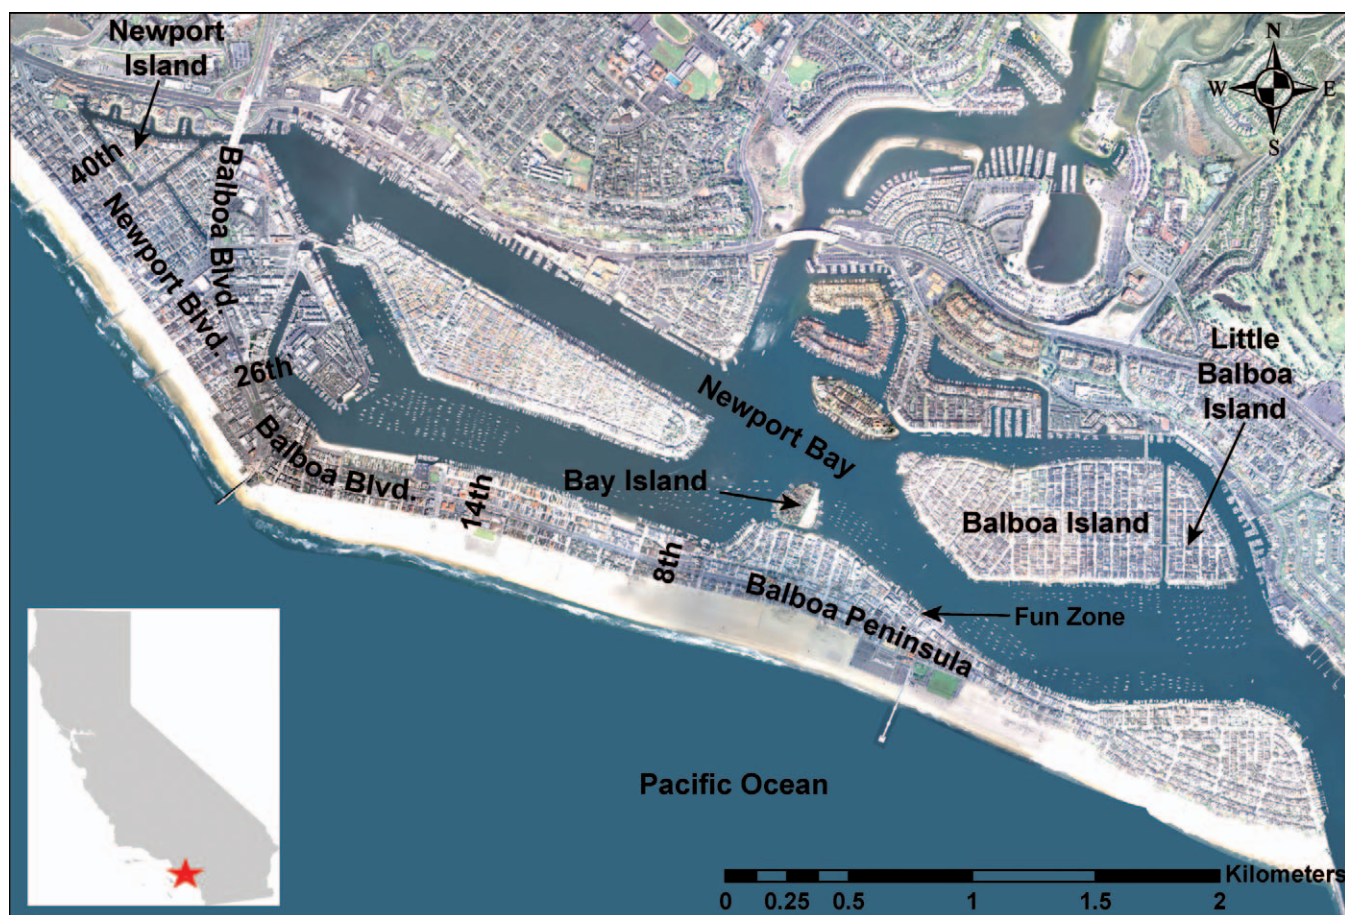 Newport
Island
N
W
E
S
40th
Balboa Blvd.
Newport Blvd.
26th
Little
Balboa
Island
Newport Bay
Balboa Blvd.
Bay Island
14th
Balboa Island
8th
Balboa Peninsula
Fun Zone
Pacific Ocean
Kilometers
0 0.25 0.5 1 1.5 2